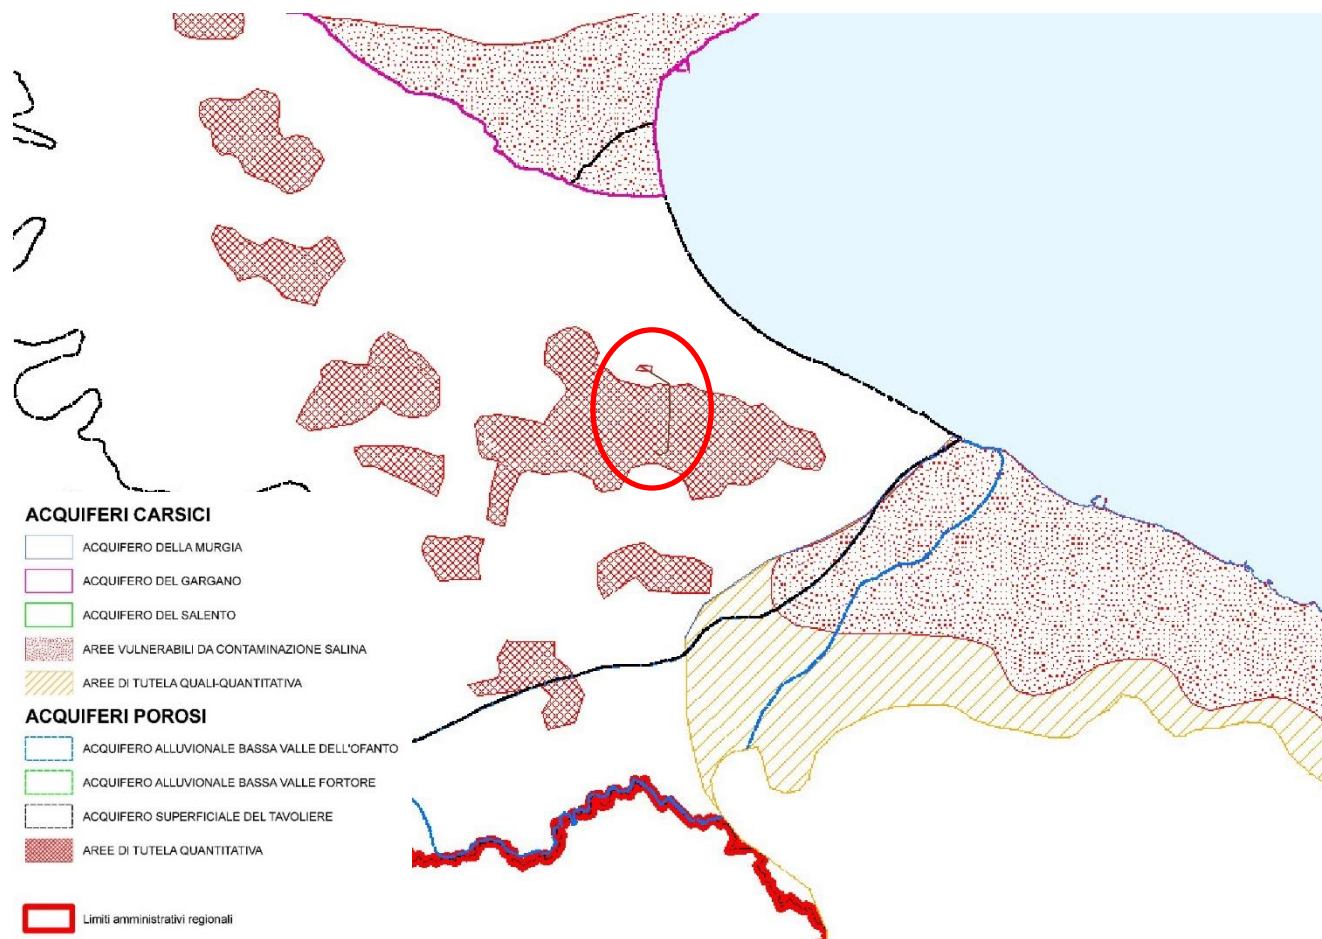 ACQUIFERI CARSICI
ACQUIFERO DELLA MURGIA
ACQUIFERO DEL GARGANO
ACQUIFERO DEL SALENTO
AREE VULNERABILI DA CONTAMINAZIONE SALINA
AREE DI TUTELA QUALI-QUANTITATIVA
ACQUIFERI POROSI
ACQUIFERO ALLUVIONALE BASSA VALLE DELL'OFANTO
ACQUIFERO ALLUVIONALE BASSA VALLE FORTORE
ACQUIFERO SUPERFICIALE DEL TAVOLIERE
AREE DI TUTELA QUANTITATIVA
Limiti amministrativi regionali